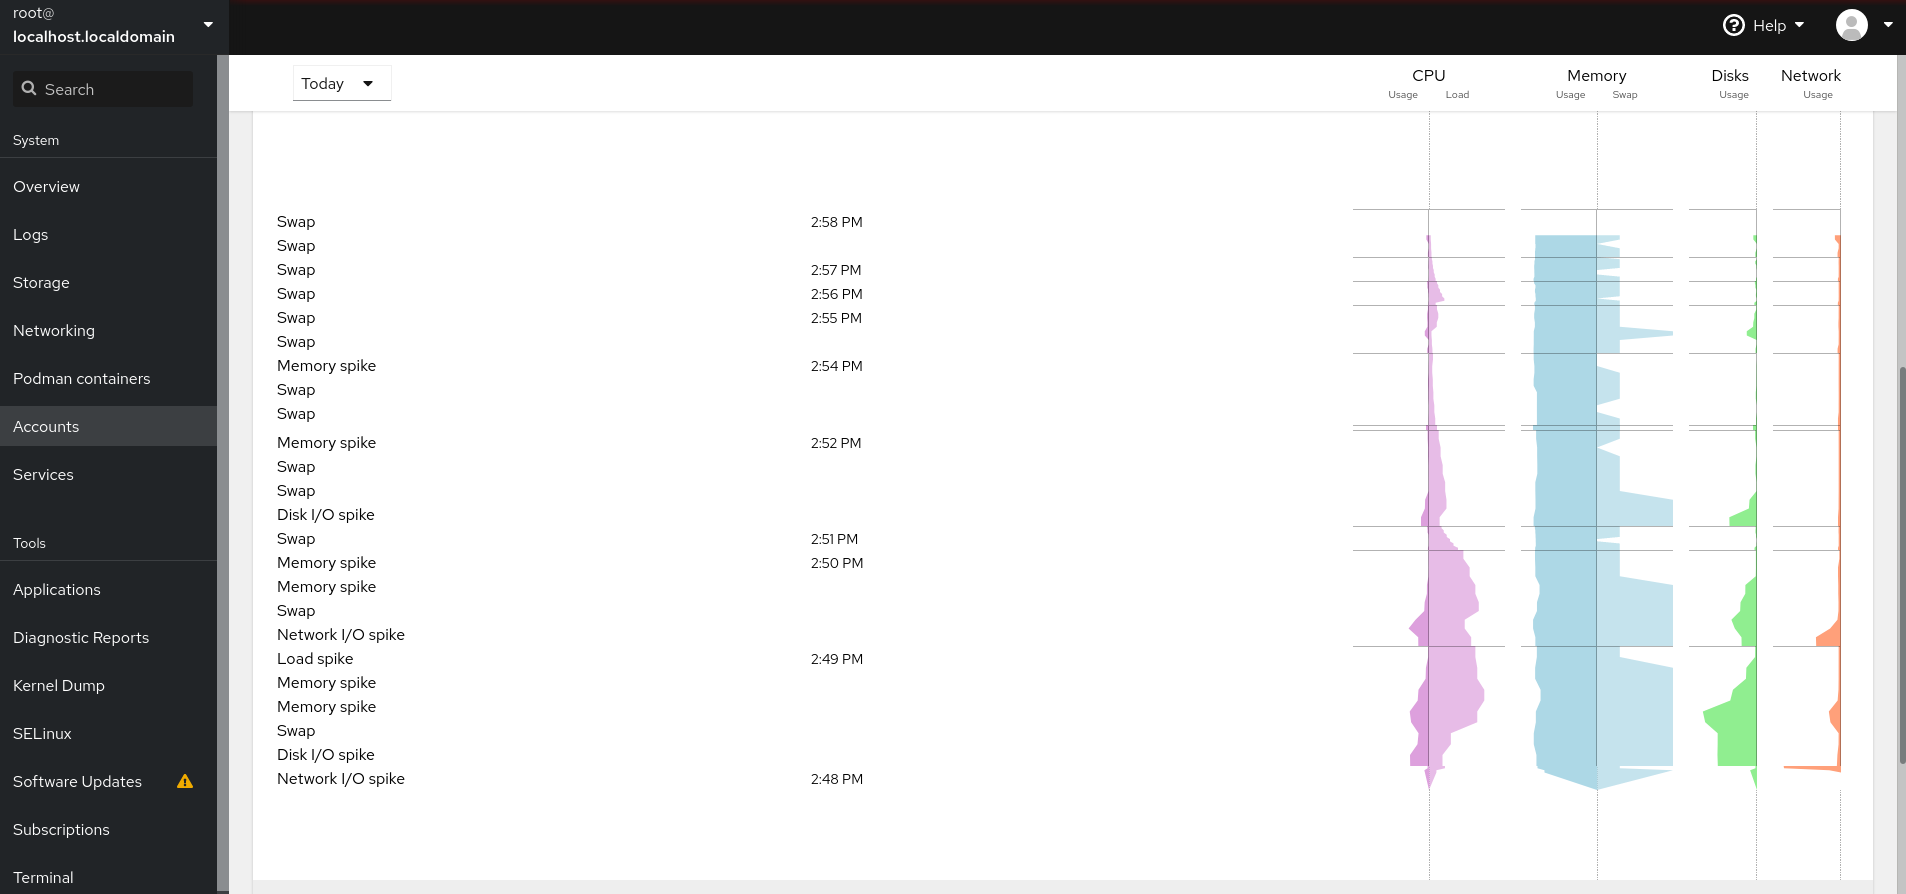 root@
localhost.localdomain
Help
Search
Today
CPU Memory Disks Network
Usage Load Usage Swap Usage Usage
System
Overview
Logs
Storage
Networking
Podman containers
Accounts
Services
Tools
Applications
Diagnostic Reports
Kernel Dump
SELinux
Software Updates
Subscriptions
Terminal
Swap 2:58 PM
Swap
Swap 2:57 PM
Swap 2:56 PM
Swap 2:55 PM
Swap
Memory spike 2:54 PM
Swap
Swap
Memory spike 2:52 PM
Swap
Swap
Disk I/O spike
Swap 2:51 PM
Memory spike 2:50 PM
Memory spike
Swap
Network I/O spike
Load spike 2:49 PM
Memory spike
Memory spike
Swap
Disk I/O spike
Network I/O spike 2:48 PM